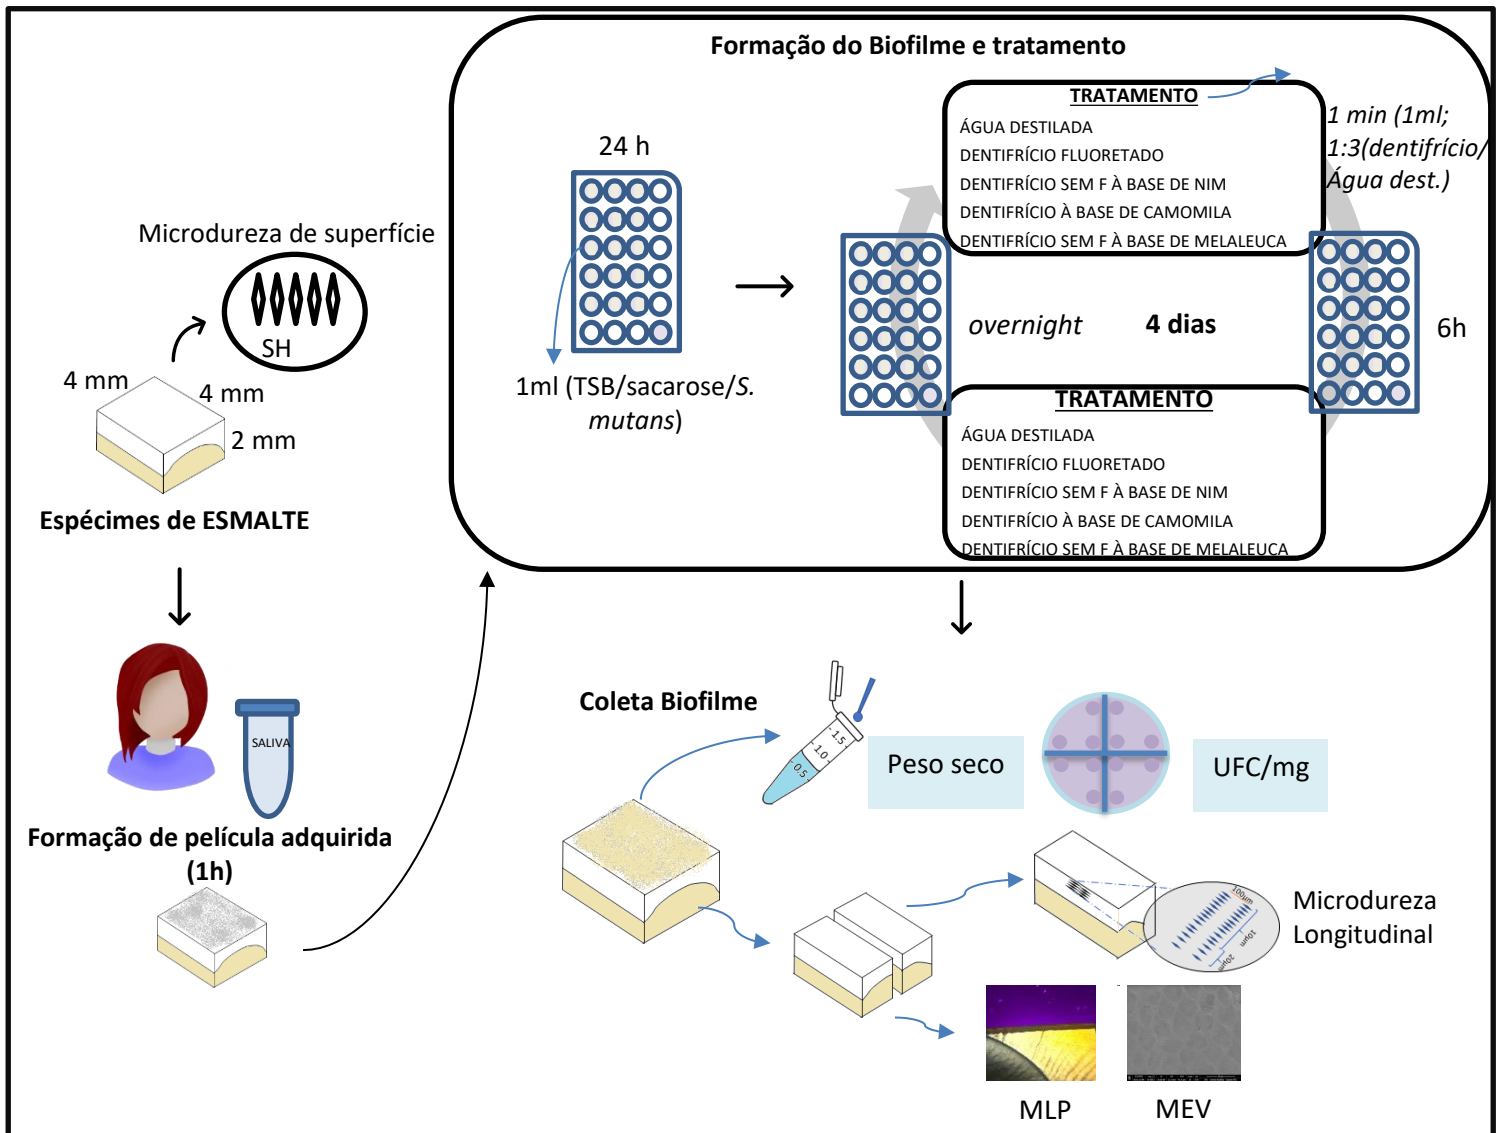 Formação do Biofilme e tratamento
TRATAMENTO
ÁGUA DESTILADA
DENTIFRÍCIO FLUORETADO
DENTIFRÍCIO SEM F À BASE DE NIM
DENTIFRÍCIO À BASE DE CAMOMILA
DENTIFRÍCIO SEM F À BASE DE MELALEUCA
1 min (1ml;
1:3(dentifrício/
Água dest.)
24 h
1ml (TSB/sacarose/S.
mutans)
overnight
4 dias
6h
TRATAMENTO
ÁGUA DESTILADA
DENTIFRÍCIO FLUORETADO
DENTIFRÍCIO SEM F À BASE DE NIM
DENTIFRÍCIO À BASE DE CAMOMILA
DENTIFRÍCIO SEM F À BASE DE MELALEUCA
Microdureza de superfície
SH
4 mm
4 mm
2 mm
Espécimes de ESMALTE
SALIVA
Formação de película adquirida
(1h)
Coleta Biofilme
1.5
1.0
0.5
Peso seco
UFC/mg
100µm
10µm
20µm
Microdureza
Longitudinal
MLP
MEV